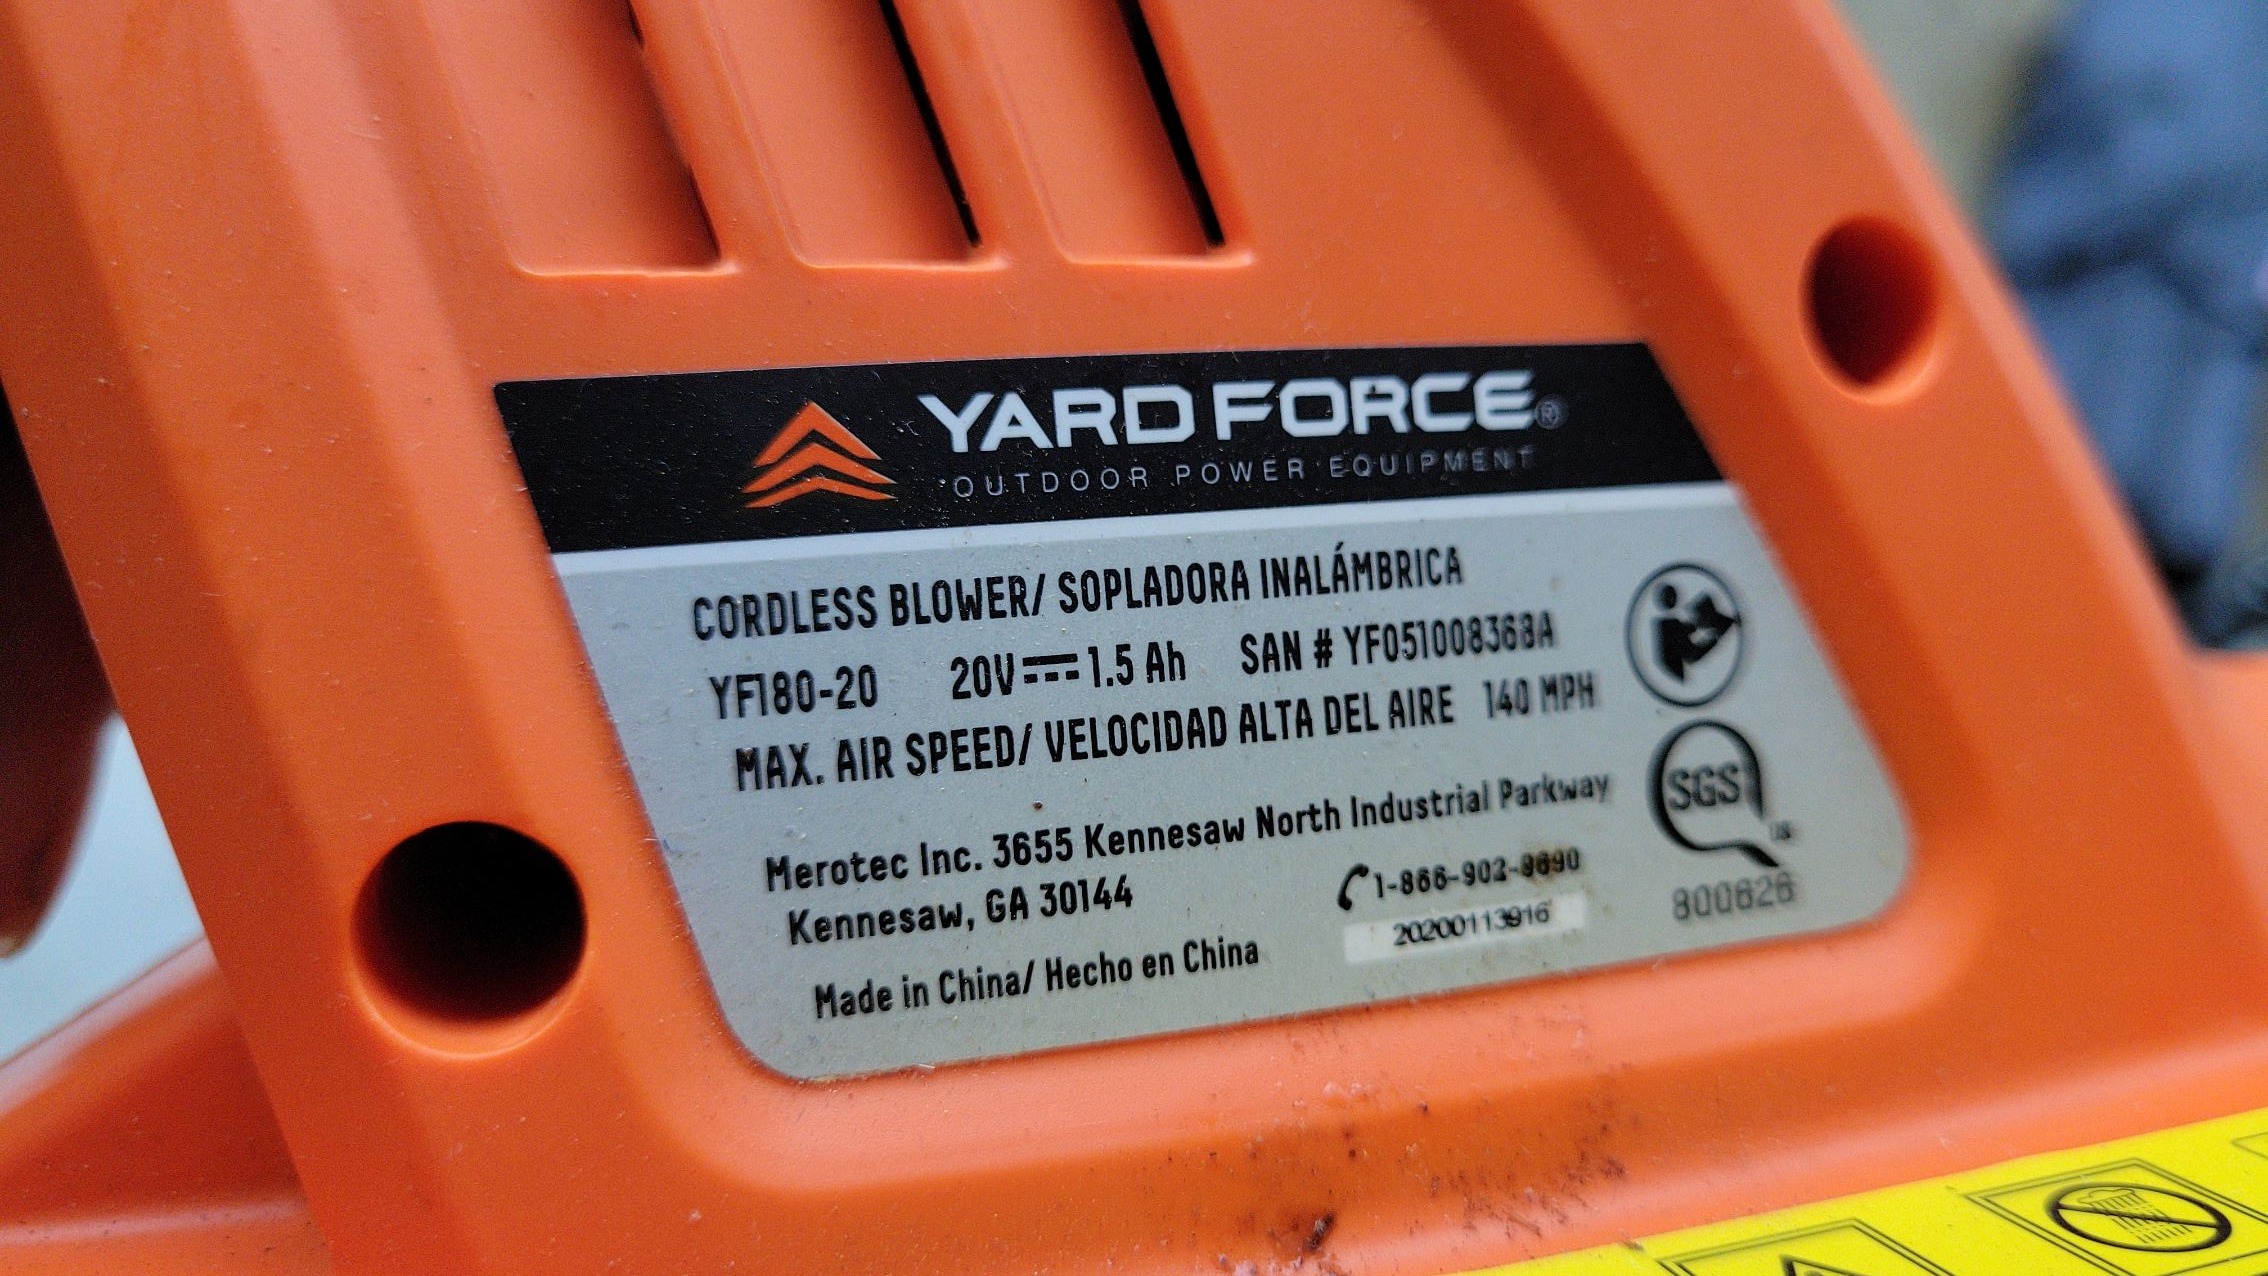 YARD FORCE®
OUTDOOR POWER EQUIPMENT
CORDLESS BLOWER/ SOPLADORA INALÁMBRICA
YF180-20 20V⎓1.5 Ah SAN # YF051008368A
MAX. AIR SPEED/ VELOCIDAD ALTA DEL AIRE 140 MPH
Merotec Inc. 3655 Kennesaw North Industrial Parkway
Kennesaw, GA 30144
1-866-902-9690
20200113916
Made in China/ Hecho en China
SGS
US
800626